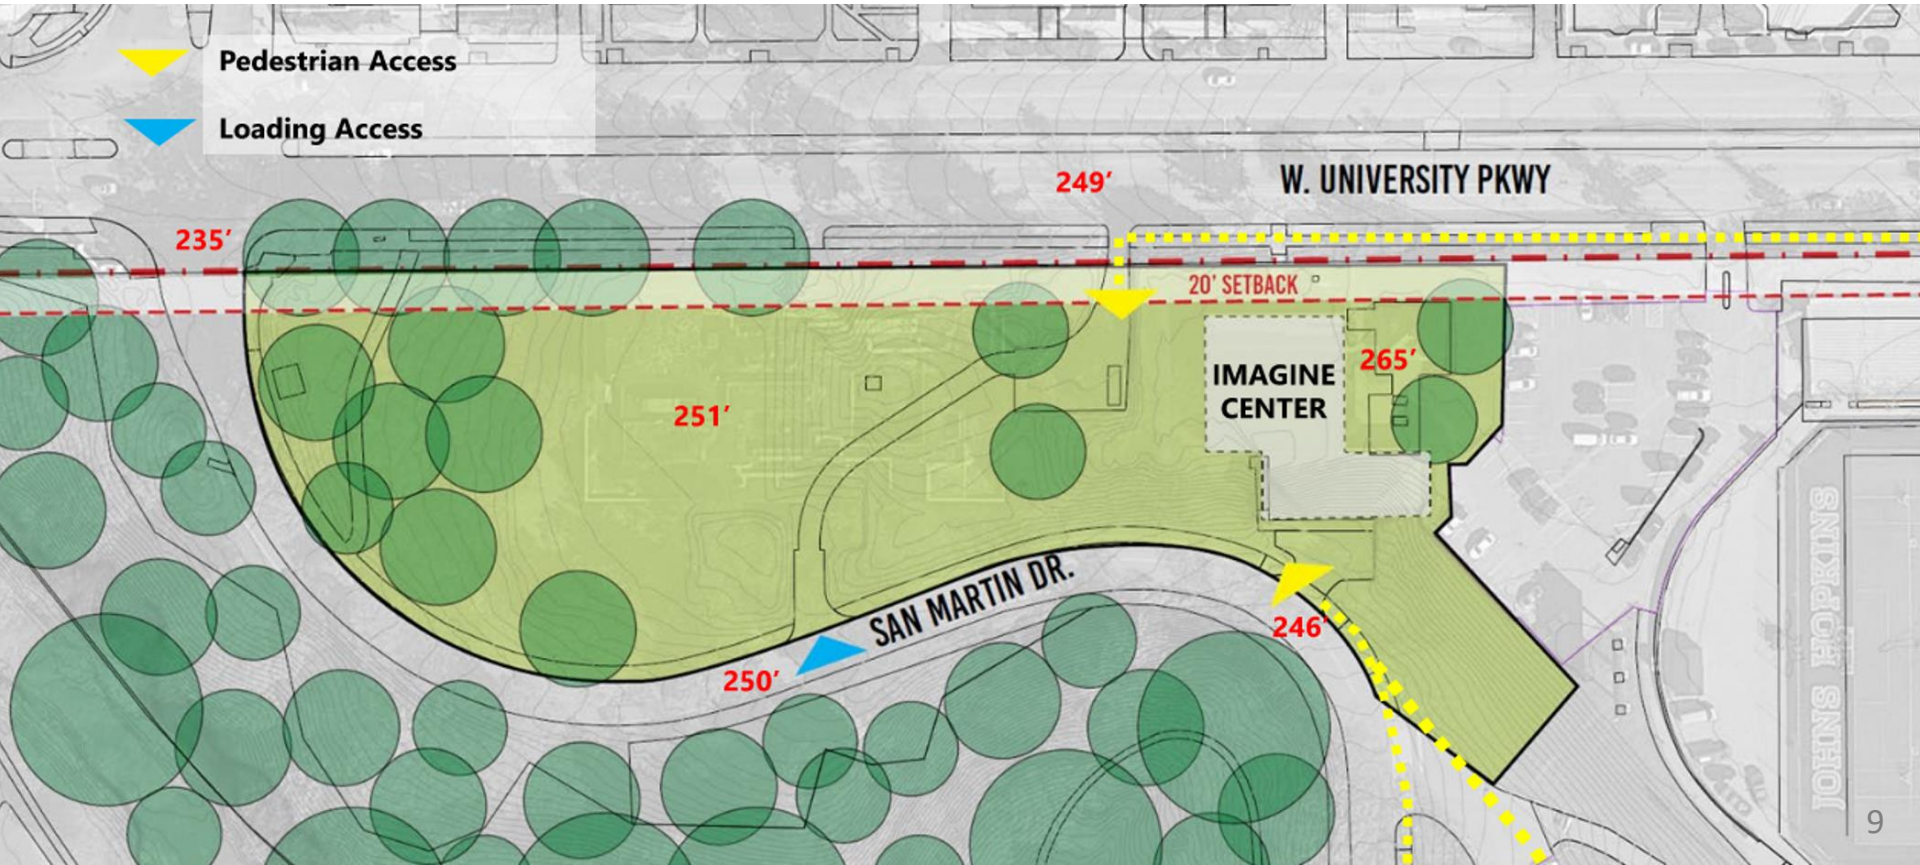 Pedestrian Access
Loading Access
W. UNIVERSITY PKWY
249’
235’
20’ SETBACK
265’
IMAGINE
CENTER
251’
SAN MARTIN DR.
246’
250’
JOHNS HOPKINS
9